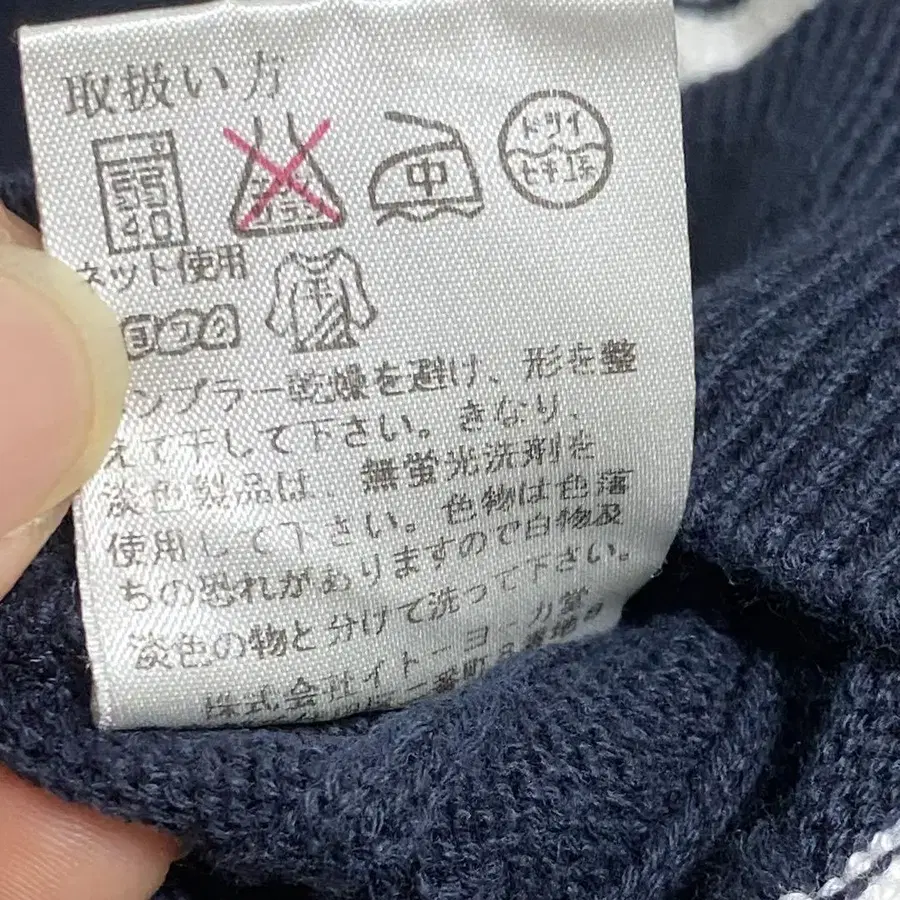 取扱い方
40
中
ドライ
セキユ系
ネット使用
ンブラー乾燥を避け、形を整
えて干して下さい。きなり、
淡色製品は、無蛍光洗剤を
使用して下さい。色物は色落
ちの恐れがありますので白物及
淡色の物と分けて洗って下さい。
株式会社イトーヨーカ堂
番町